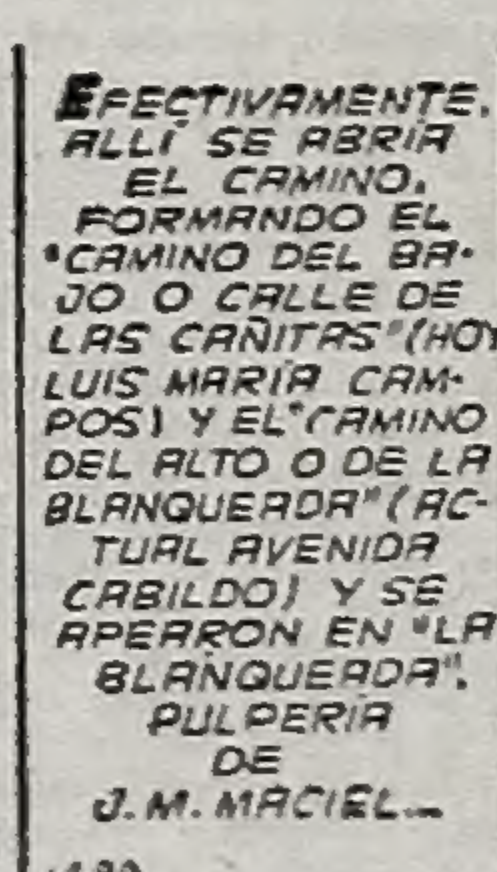 EFECTIVAMENTE,
ALLÍ SE ABRÍA
EL CAMINO,
FORMANDO EL
"CAMINO DEL BA-
JO O CALLE DE
LAS CAÑITAS" (HOY
LUIS MARÍA CAM-
POS) Y EL "CAMINO
DEL ALTO O DE LA
BLANQUEADA" (AC-
TUAL AVENIDA
CABILDO) Y SE
APEARON EN "LA
BLANQUEADA",
PULPERÍA
DE
J. M. MACIEL...